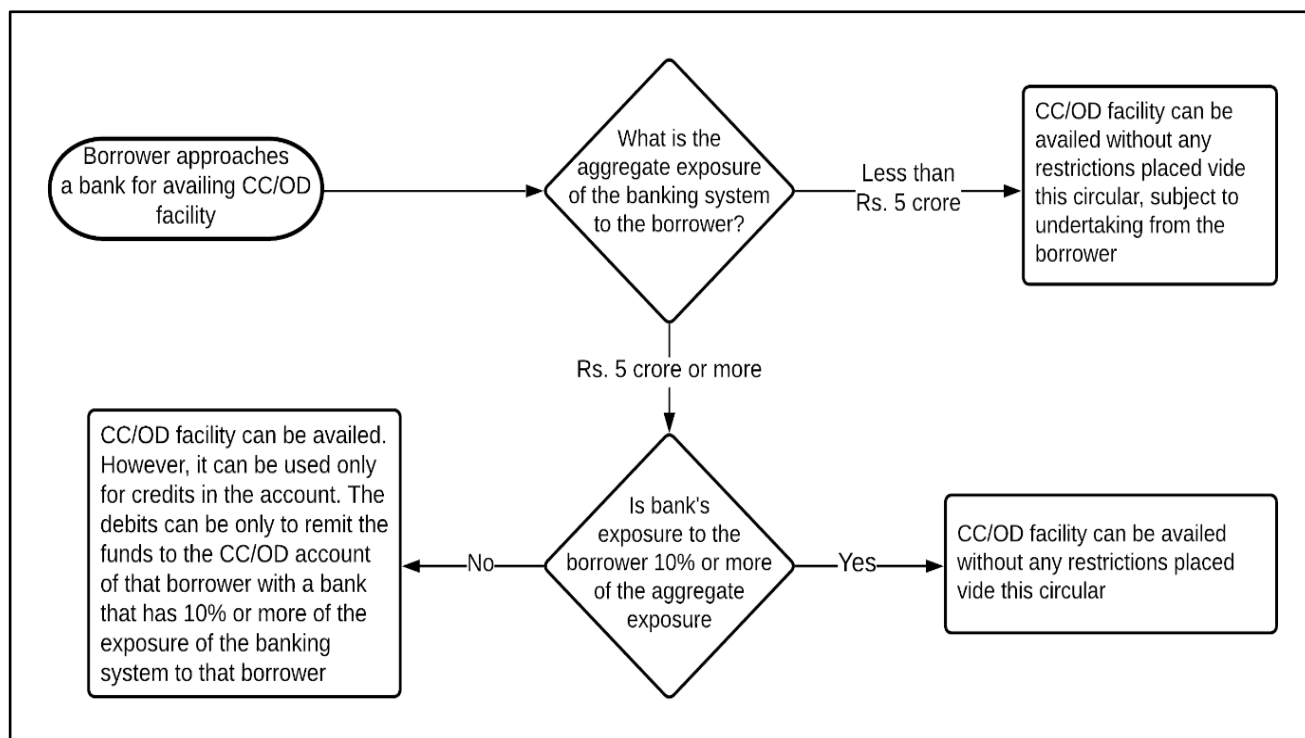 Borrower approaches
a bank for availing CC/OD
facility
What is the
aggregate exposure
of the banking system
to the borrower?
Less than
Rs. 5 crore
CC/OD facility can be
availed without any
restrictions placed vide
this circular, subject to
undertaking from the
borrower
Rs. 5 crore or more
Is bank's
exposure to the
borrower 10% or more
of the aggregate
exposure
No
CC/OD facility can be availed.
However, it can be used only
for credits in the account. The
debits can be only to remit the
funds to the CC/OD account
of that borrower with a bank
that has 10% or more of the
exposure of the banking
system to that borrower
Yes
CC/OD facility can be availed
without any restrictions placed
vide this circular